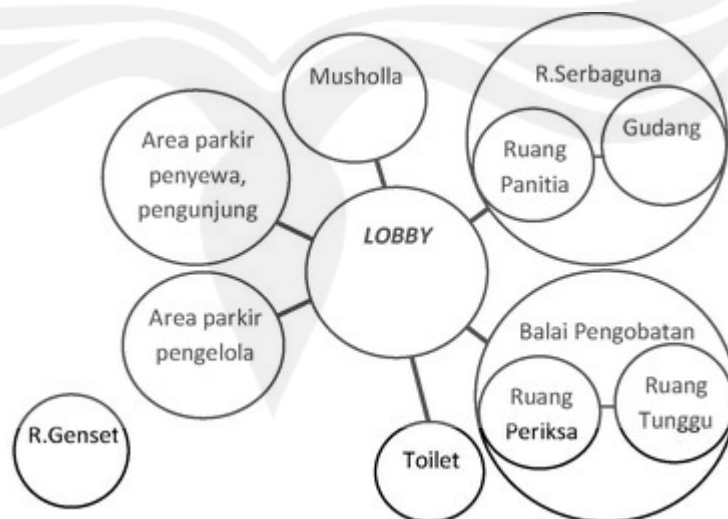 Musholla
R.Serbaguna
Gudang
Ruang
Panitia
Area parkir
penyewa,
pengunjung
LOBBY
Area parkir
pengelola
Balai Pengobatan
Ruang
Periksa
Ruang
Tunggu
R.Genset
Toilet